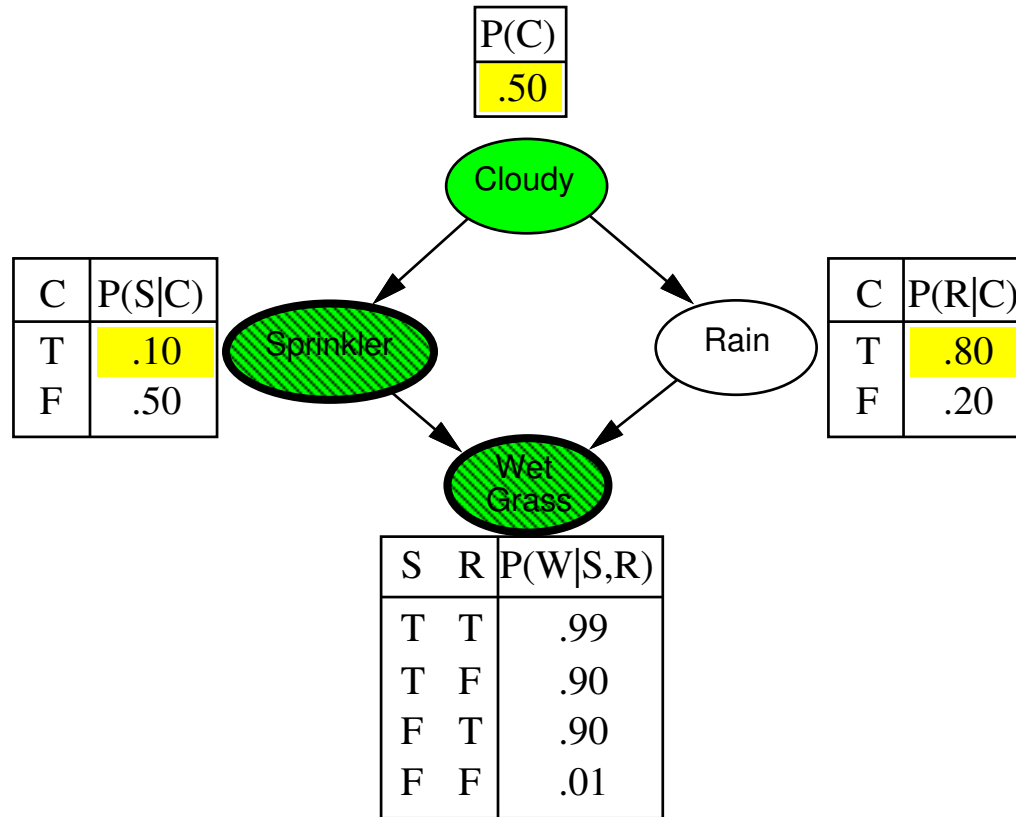 P(C)
.50
Cloudy
C P(S|C)
T .10
F .50
Sprinkler
Rain
C P(R|C)
T .80
F .20
Wet
Grass
S R P(W|S,R)
T T .99
T F .90
F T .90
F F .01